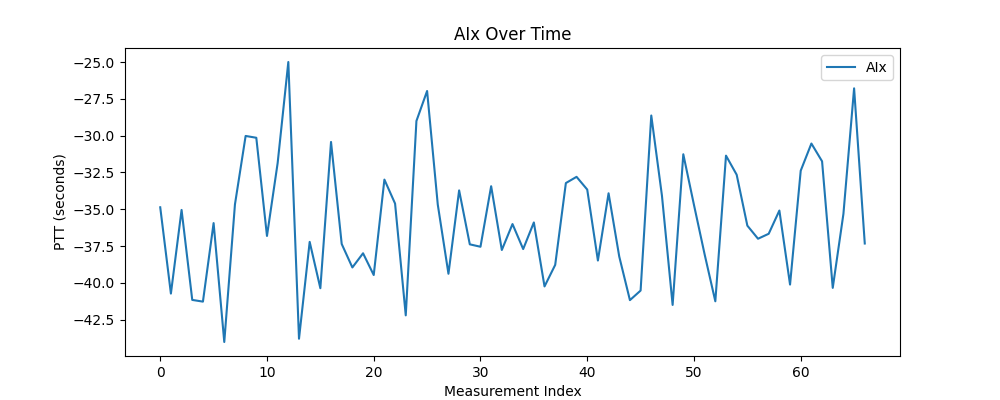 AIx Over Time
AIx
PTT (seconds)
−25.0
−27.5
−30.0
−32.5
−35.0
−37.5
−40.0
−42.5
0 10 20 30 40 50 60
Measurement Index